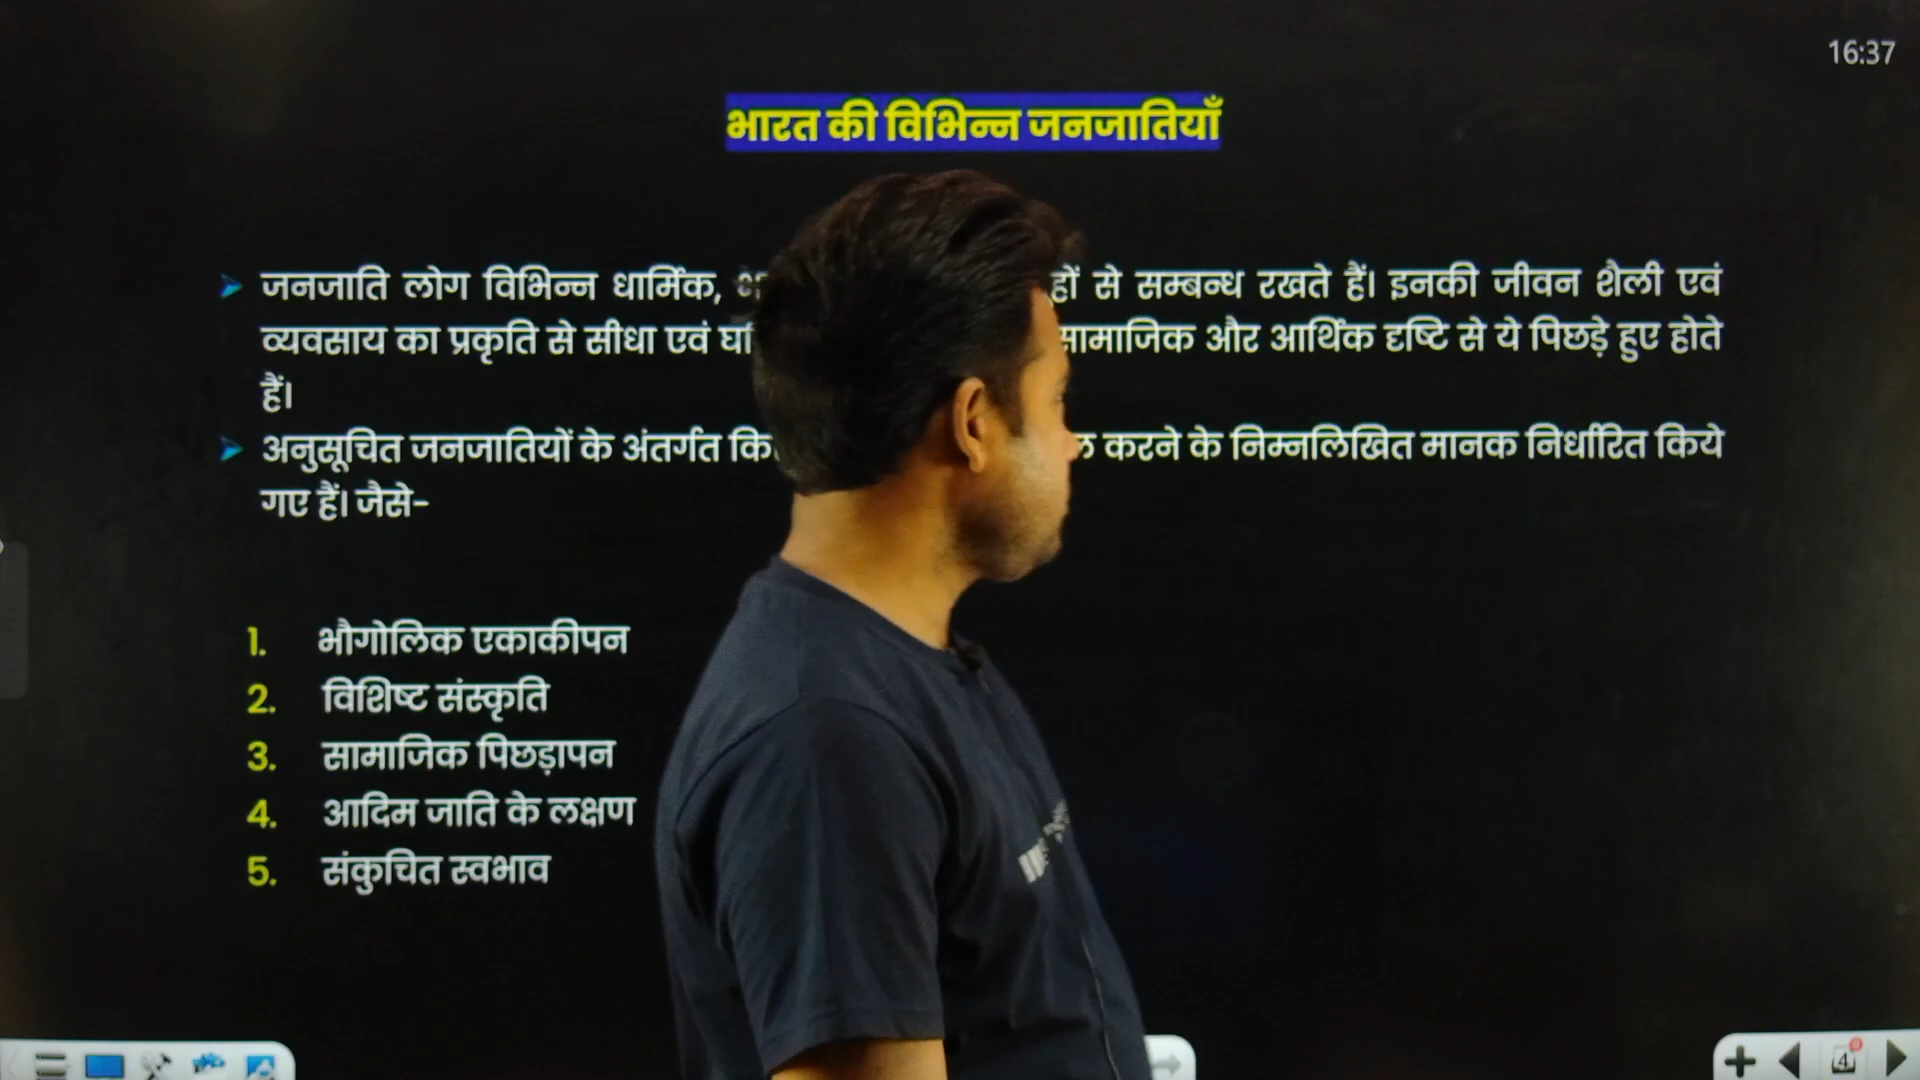 16:37
भारत की विभिन्न जनजातियाँ
जनजाति लोग विभिन्न धार्मिक, से सम्बन्ध रखते हैं। इनकी जीवन शैली एवं
व्यवसाय का प्रकृति से सीधा एवं सामाजिक और आर्थिक दृष्टि से ये पिछड़े हुए होते
हैं।
अनुसूचित जनजातियों के अंतर्गत करने के निम्नलिखित मानक निर्धारित किये
गए हैं। जैसे-
1. भौगोलिक एकाकीपन
2. विशिष्ट संस्कृति
3. सामाजिक पिछड़ापन
4. आदिम जाति के लक्षण
5. संकुचित स्वभाव
4